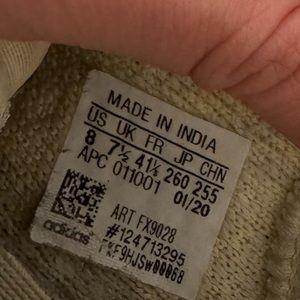 MADE IN INDIA
US UK FR JP CHN
8 7½ 41½ 260 255
APC 011001 01/20
ART FX9028
#124713295
adidas